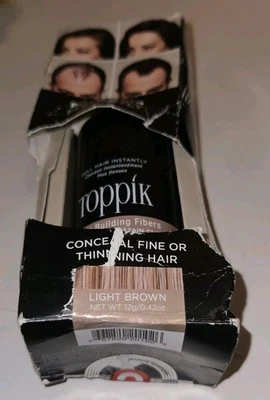 HAIR INSTANTLY
TOPPIK
Building Fibers
CONCEAL FINE OR
THINNING HAIR
LIGHT BROWN
NET WT. 12g/0.42oz